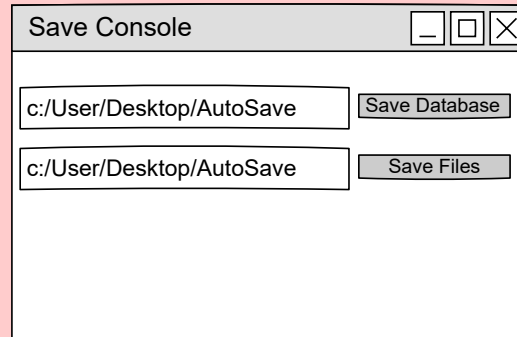 Save Console
c:/User/Desktop/AutoSave
Save Database
c:/User/Desktop/AutoSave
Save Files